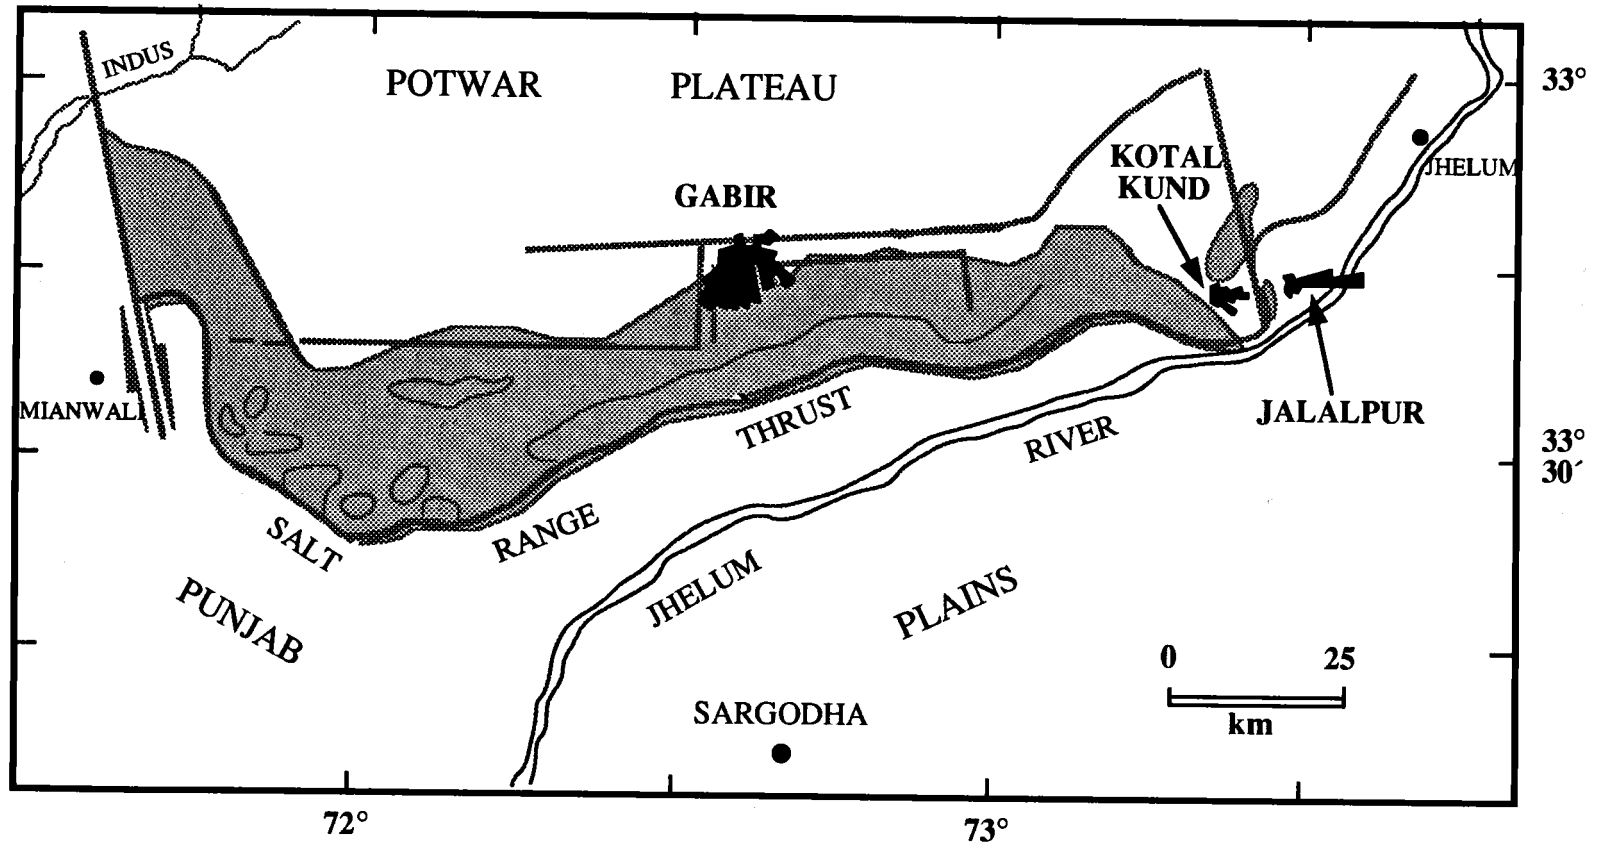 INDUS
POTWAR PLATEAU
33°
KOTAL
KUND
JHELUM
GABIR
MIANWALI
THRUST
RIVER
JALALPUR
33°
30´
SALT
RANGE
PUNJAB
JHELUM
PLAINS
0 25
km
SARGODHA
72°
73°